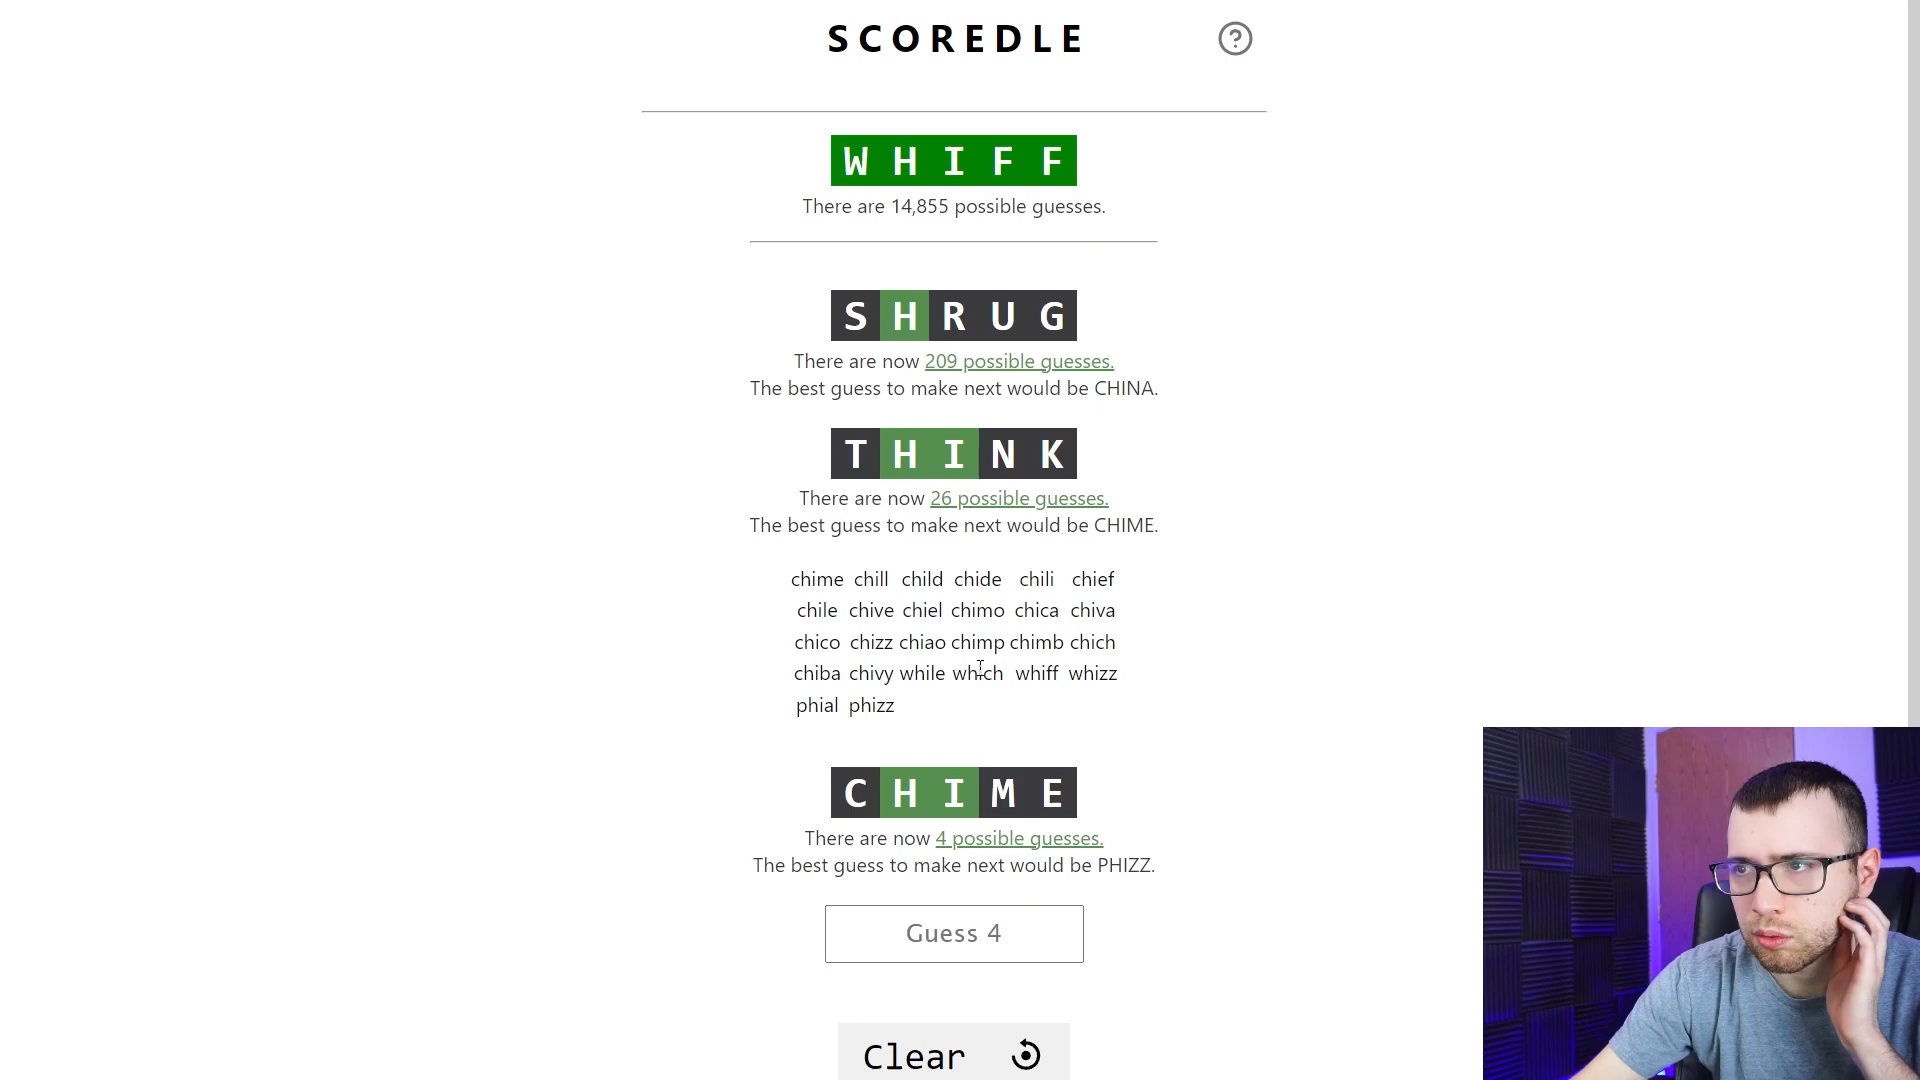 SCOREDLE
WHIFF
There are 14,855 possible guesses.
SHRUG
There are now 209 possible guesses.
The best guess to make next would be CHINA.
THINK
There are now 26 possible guesses.
The best guess to make next would be CHIME.
chime chill child chide chili chief
chile chive chiel chimo chica chiva
chico chizz chiao chimp chimb chich
chiba chivy while which whiff whizz
phial phizz
CHIME
There are now 4 possible guesses.
The best guess to make next would be PHIZZ.
Guess 4
Clear